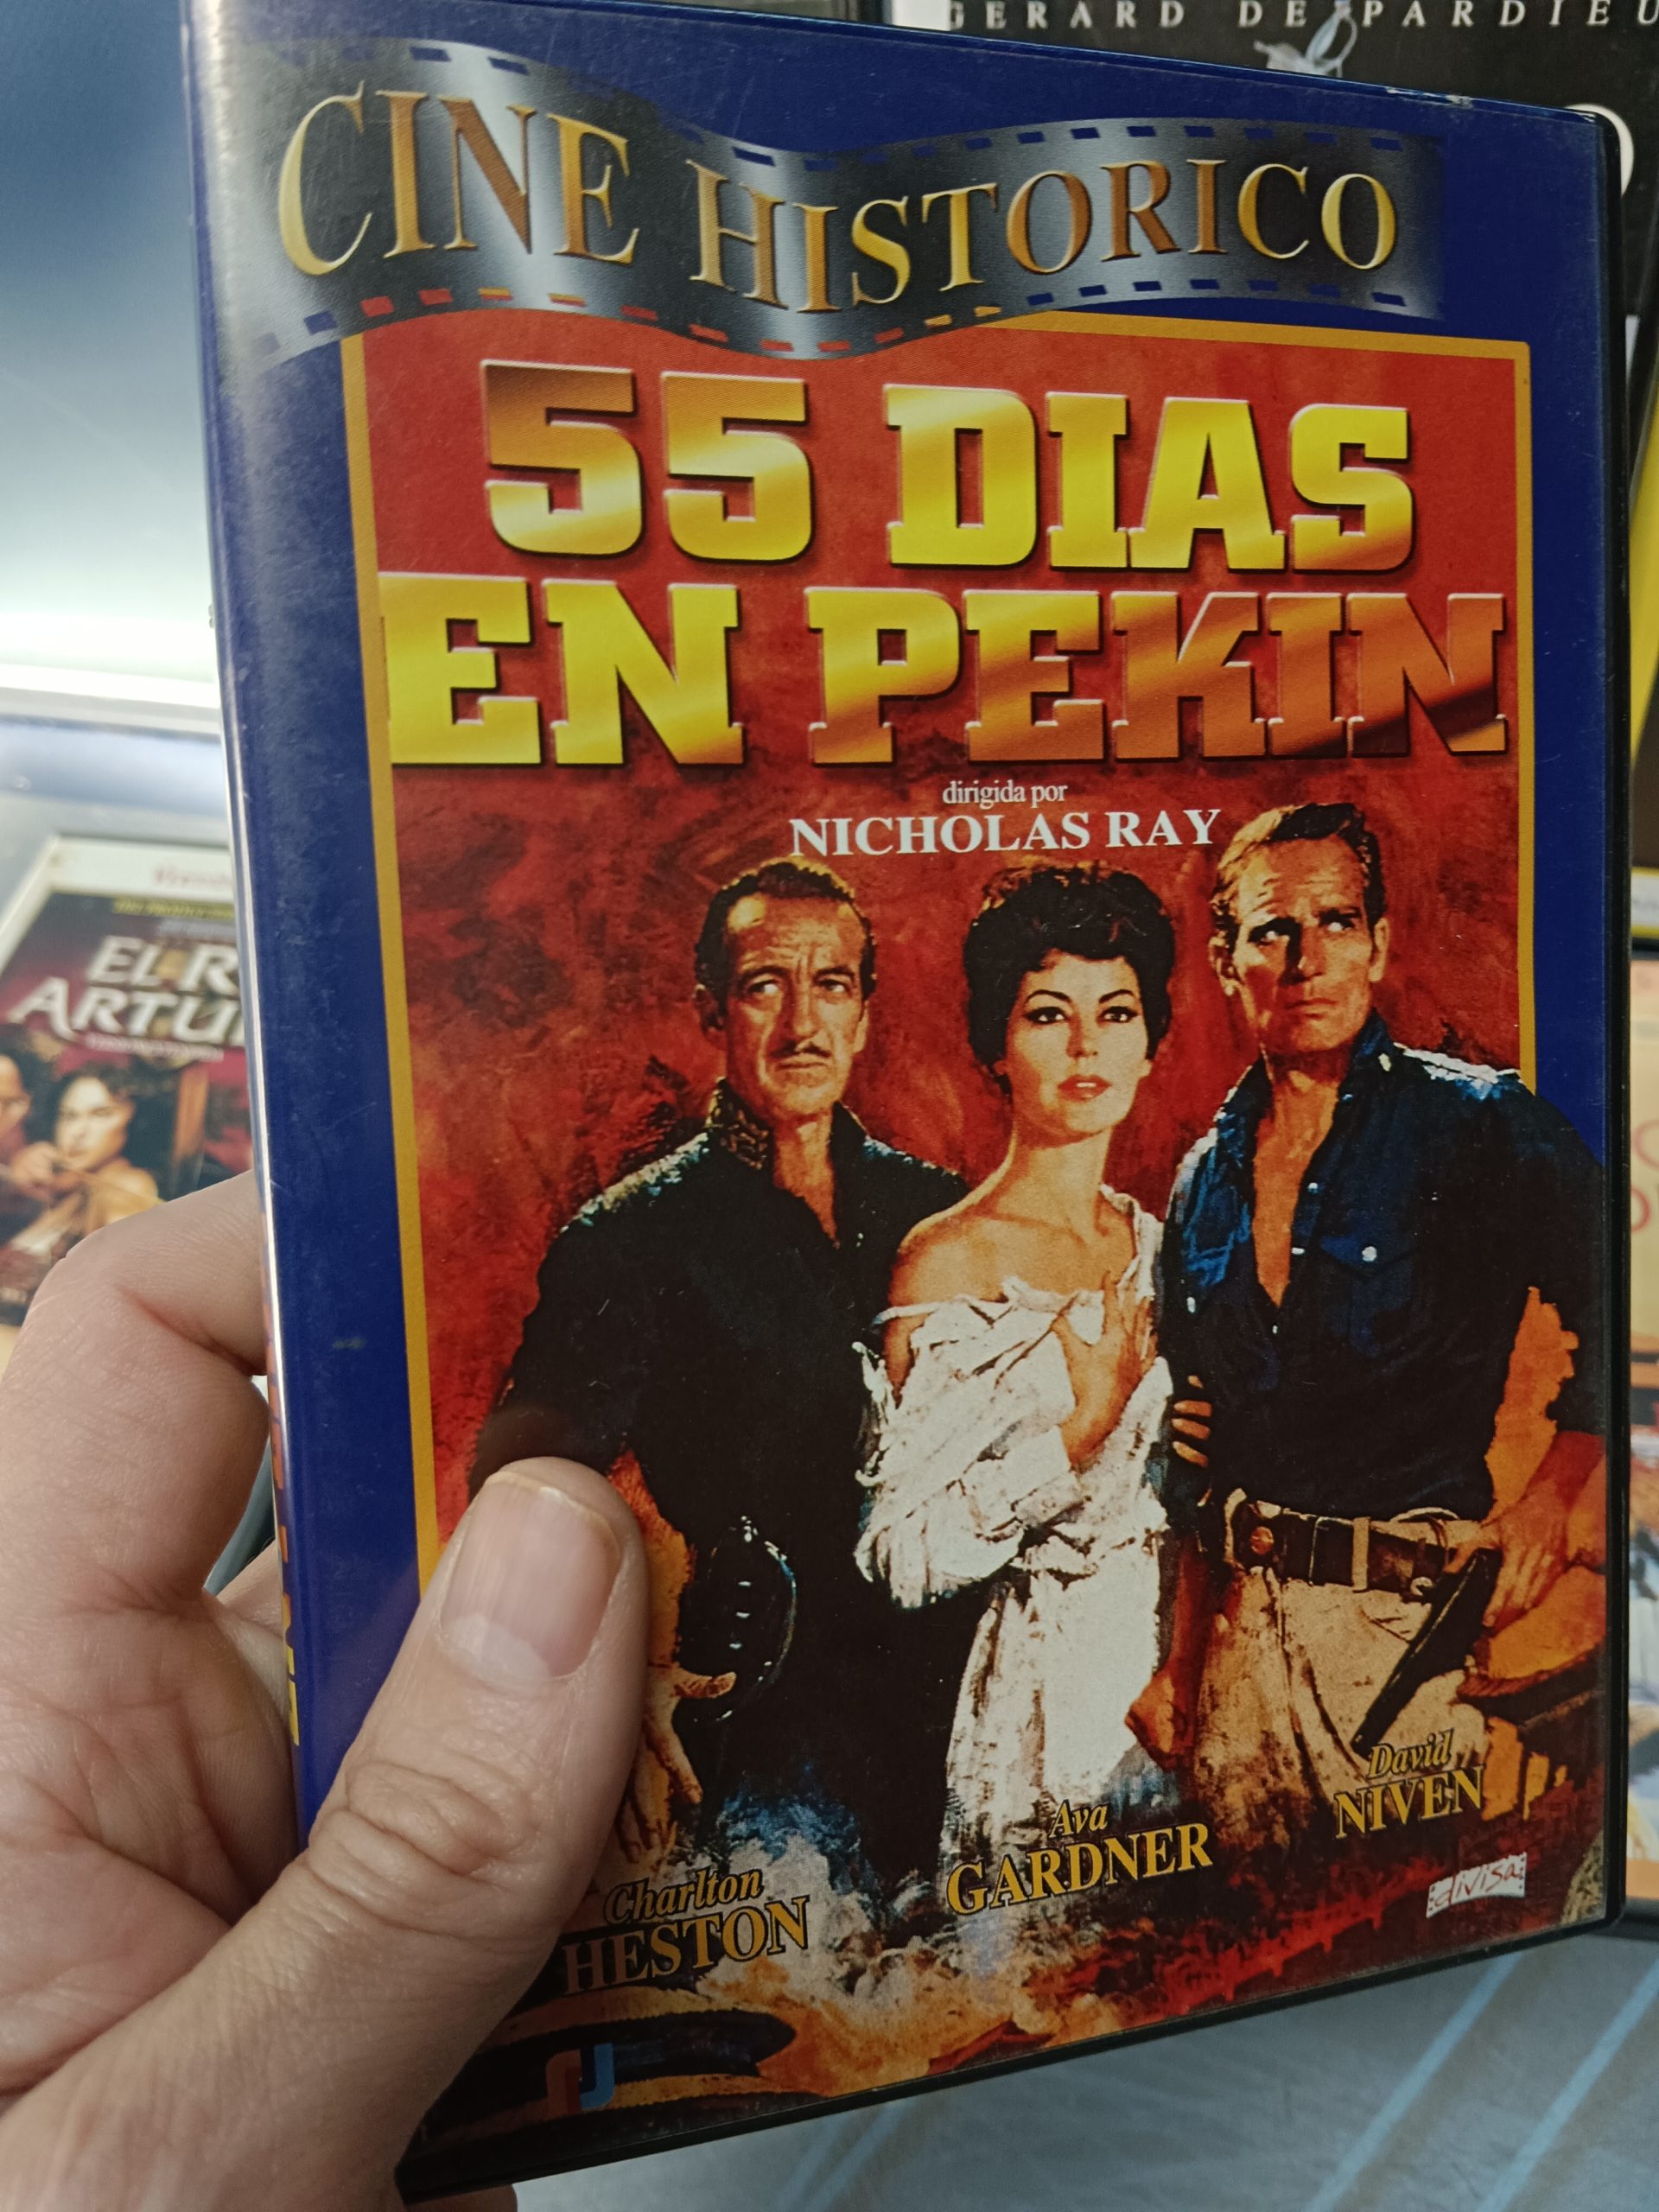 GERARD DEPARDIEU
CINE HISTORICO
55 DIAS
EN PEKIN
dirigida por
NICHOLAS RAY
EL R
ARTU
Charlton
HESTON
Ava
GARDNER
David
NIVEN
divisa